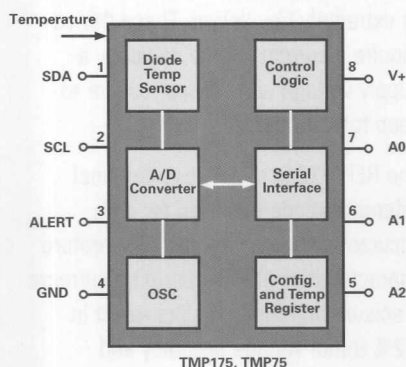 Temperature
Diode
Temp
Sensor
Control
Logic
SDA 1
8 V+
SCL 2
7 A0
A/D
Converter
Serial
Interface
ALERT 3
6 A1
GND 4
OSC
Config.
and Temp
Register
5 A2
TMP175, TMP75